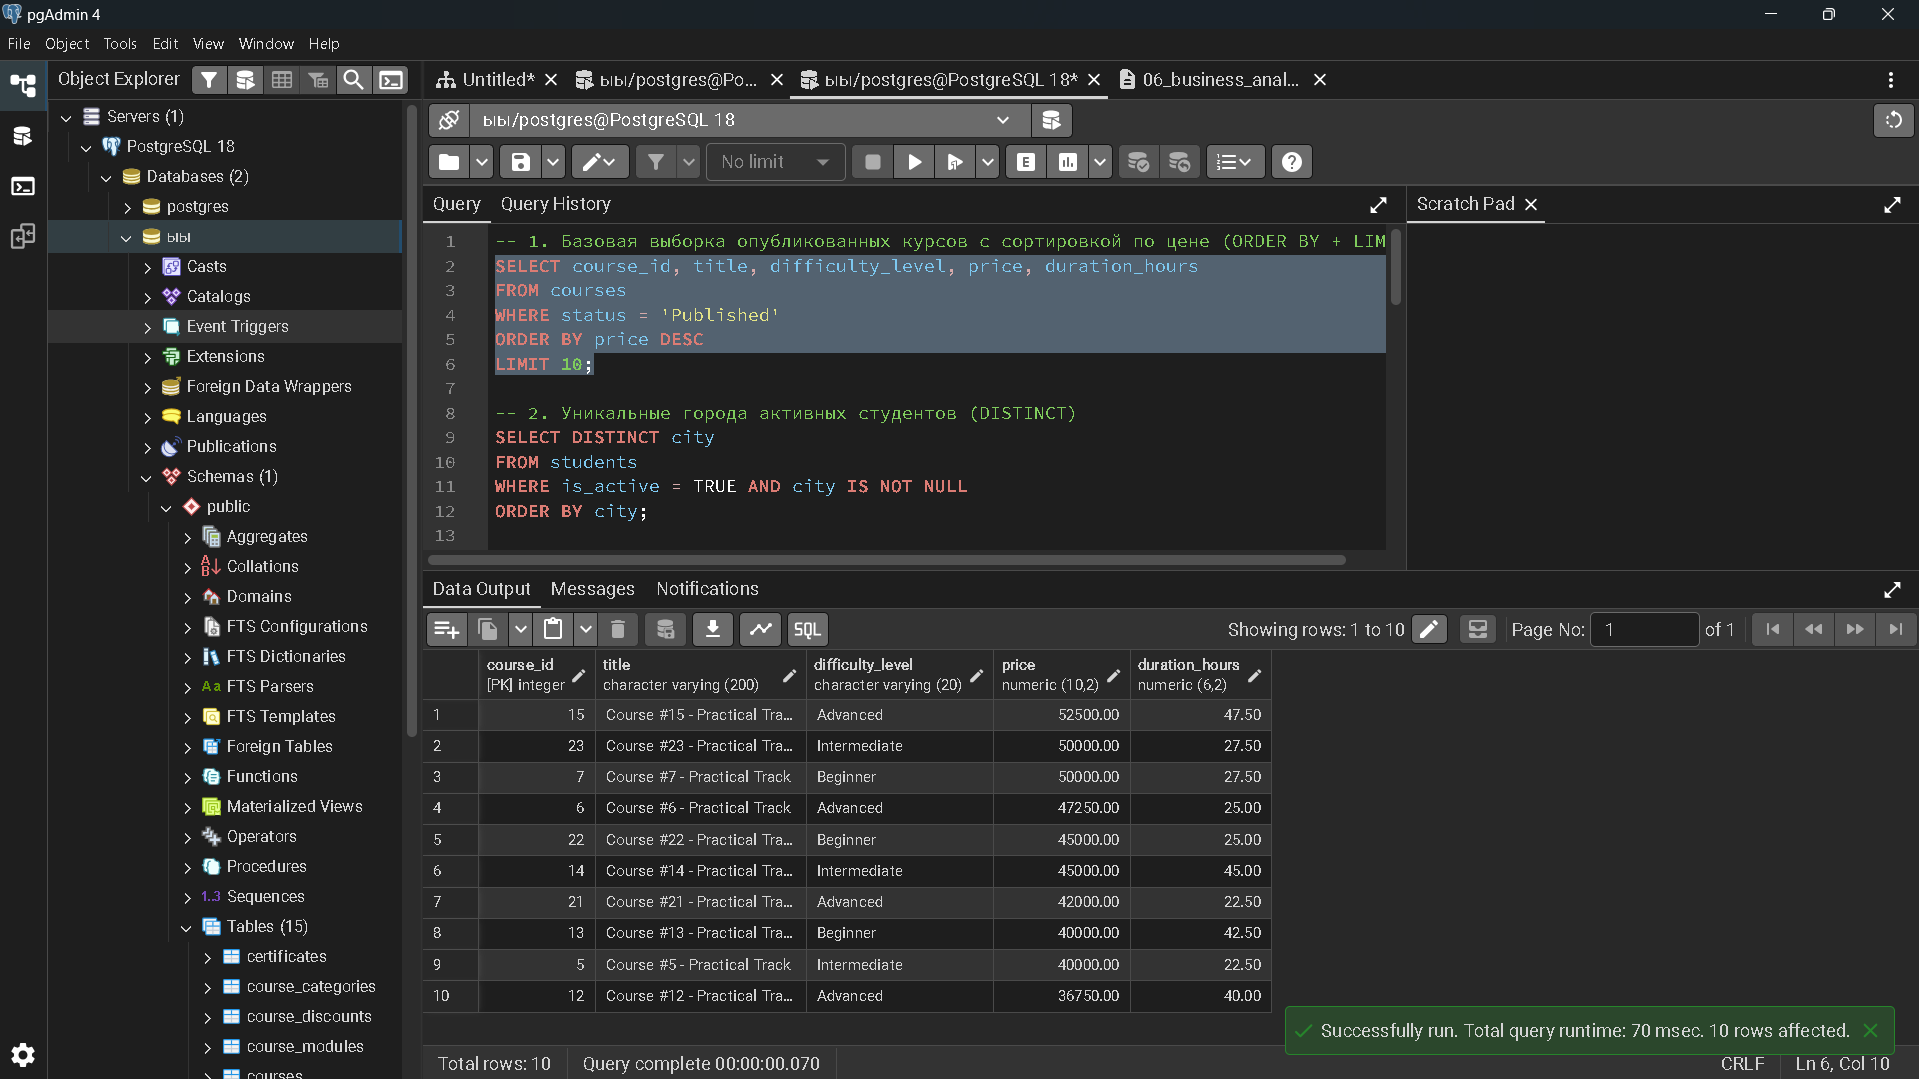 pgAdmin 4
File Object Tools Edit View Window Help
Object Explorer
Untitled* ыы/postgres@Po... ыы/postgres@PostgreSQL 18* 06_business_anal...
Servers (1)
PostgreSQL 18
Databases (2)
postgres
ыы
Casts
Catalogs
Event Triggers
Extensions
Foreign Data Wrappers
Languages
Publications
Schemas (1)
public
Aggregates
Collations
Domains
FTS Configurations
FTS Dictionaries
FTS Parsers
FTS Templates
Foreign Tables
Functions
Materialized Views
Operators
Procedures
1..3 Sequences
Tables (15)
certificates
course_categories
course_discounts
course_modules
courses
ыы/postgres@PostgreSQL 18
No limit
Query Query History
Scratch Pad
1 -- 1. Базовая выборка опубликованных курсов с сортировкой по цене (ORDER BY + LIM
2 SELECT course_id, title, difficulty_level, price, duration_hours
3 FROM courses
4 WHERE status = 'Published'
5 ORDER BY price DESC
6 LIMIT 10;
7
8 -- 2. Уникальные города активных студентов (DISTINCT)
9 SELECT DISTINCT city
10 FROM students
11 WHERE is_active = TRUE AND city IS NOT NULL
12 ORDER BY city;
13
Data Output Messages Notifications
SQL Showing rows: 1 to 10 Page No: 1 of 1
course_id title difficulty_level price duration_hours
[PK] integer character varying (200) character varying (20) numeric (10,2) numeric (6,2)
1 15 Course #15 - Practical Tra... Advanced 52500.00 47.50
2 23 Course #23 - Practical Tra... Intermediate 50000.00 27.50
3 7 Course #7 - Practical Track Beginner 50000.00 27.50
4 6 Course #6 - Practical Track Advanced 47250.00 25.00
5 22 Course #22 - Practical Tra... Beginner 45000.00 25.00
6 14 Course #14 - Practical Tra... Intermediate 45000.00 45.00
7 21 Course #21 - Practical Tra... Advanced 42000.00 22.50
8 13 Course #13 - Practical Tra... Beginner 40000.00 42.50
9 5 Course #5 - Practical Track Intermediate 40000.00 22.50
10 12 Course #12 - Practical Tra... Advanced 36750.00 40.00
Successfully run. Total query runtime: 70 msec. 10 rows affected.
Total rows: 10 Query complete 00:00:00.070 CRLF Ln 6, Col 10